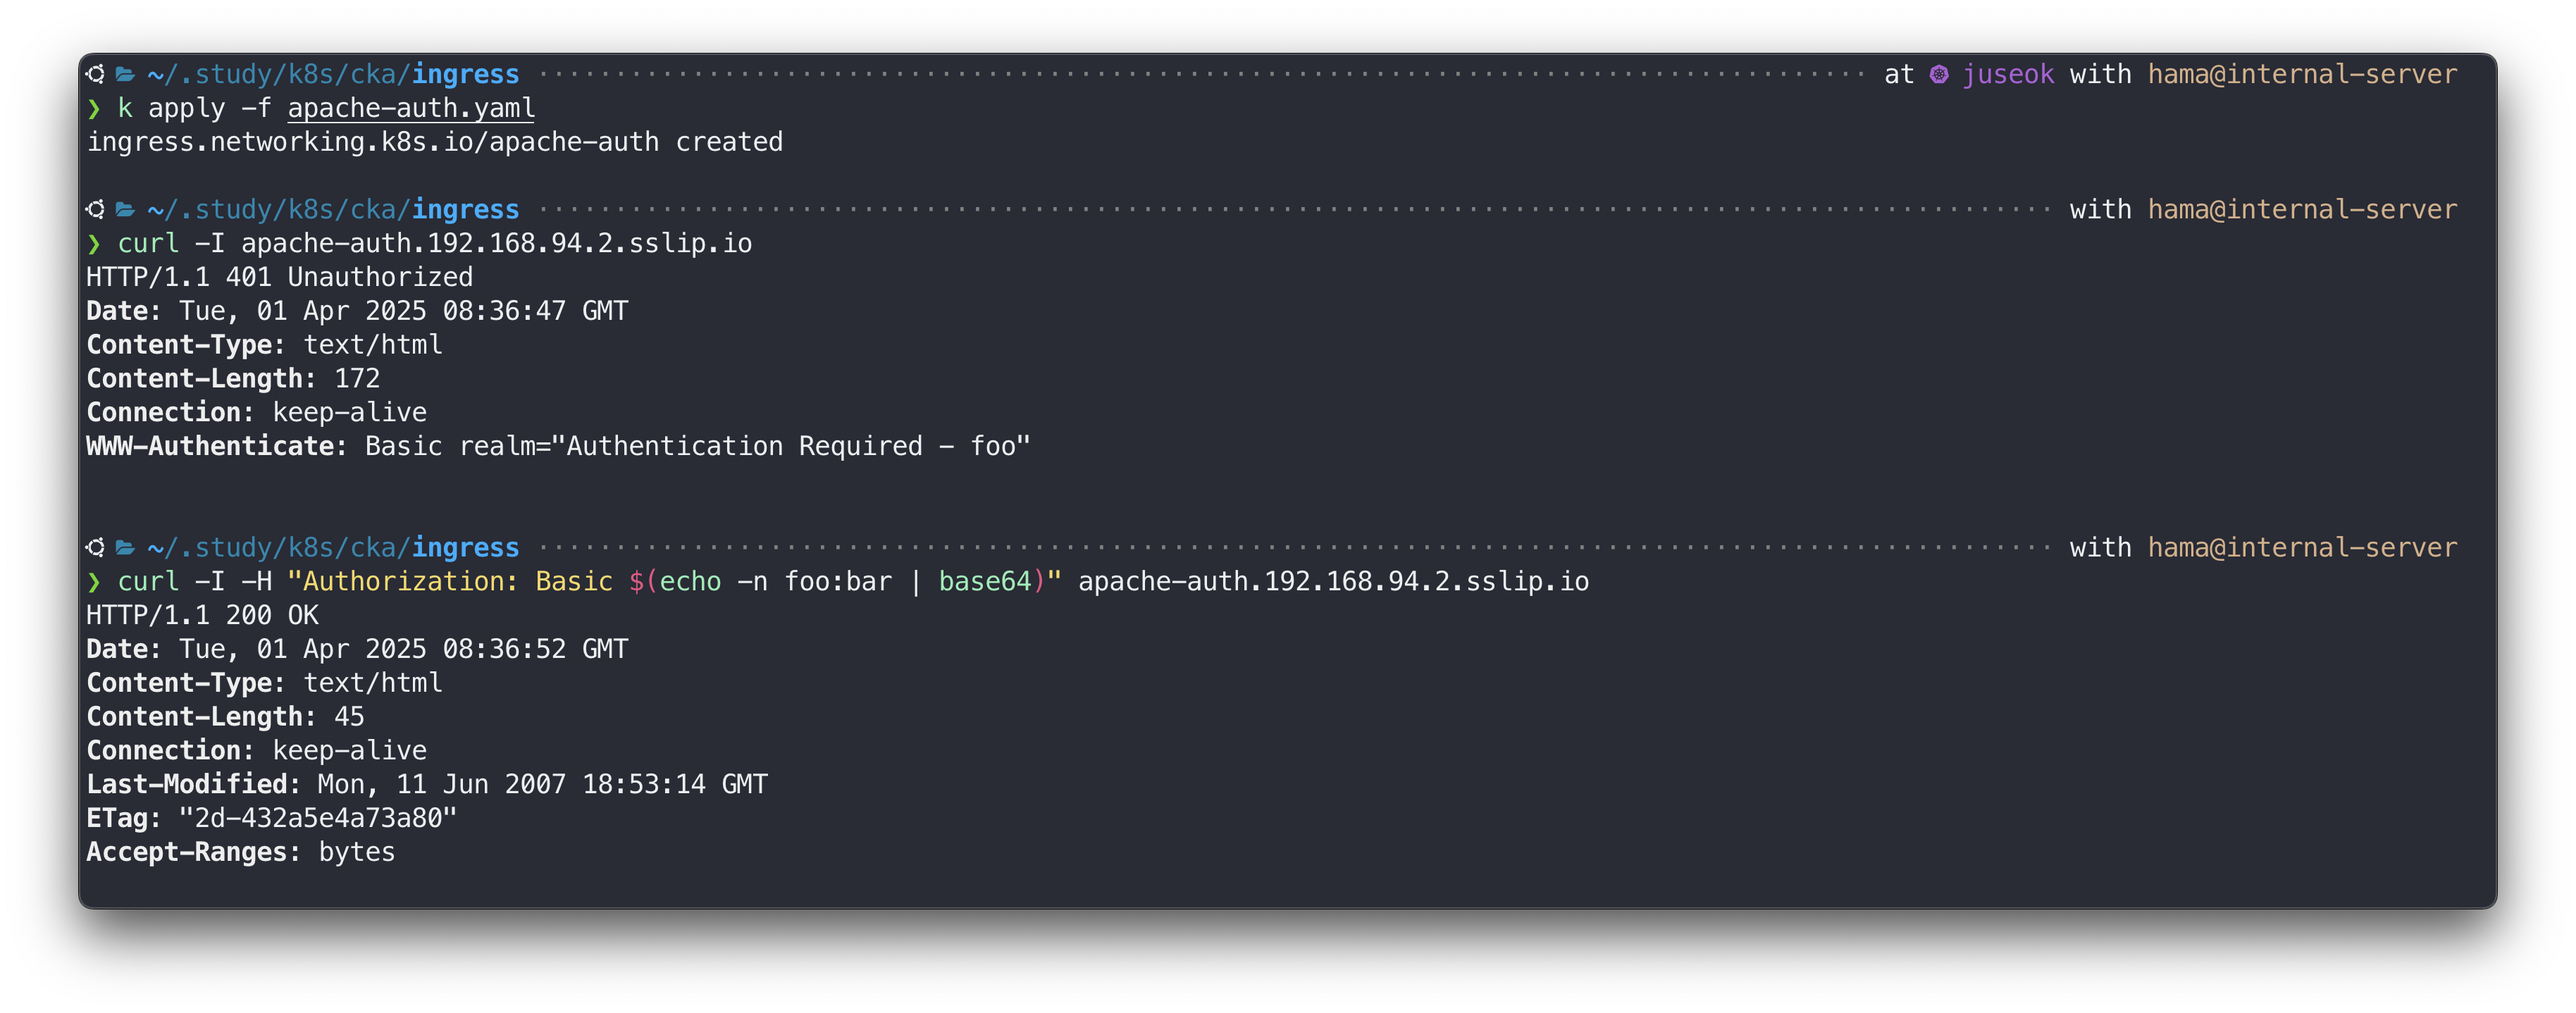 ~/.study/k8s/cka/ingress at juseok with hama@internal-server
❯ k apply -f apache-auth.yaml
ingress.networking.k8s.io/apache-auth created
~/.study/k8s/cka/ingress with hama@internal-server
❯ curl -I apache-auth.192.168.94.2.sslip.io
HTTP/1.1 401 Unauthorized
Date: Tue, 01 Apr 2025 08:36:47 GMT
Content-Type: text/html
Content-Length: 172
Connection: keep-alive
WWW-Authenticate: Basic realm="Authentication Required - foo"
~/.study/k8s/cka/ingress with hama@internal-server
❯ curl -I -H "Authorization: Basic $(echo -n foo:bar | base64)" apache-auth.192.168.94.2.sslip.io
HTTP/1.1 200 OK
Date: Tue, 01 Apr 2025 08:36:52 GMT
Content-Type: text/html
Content-Length: 45
Connection: keep-alive
Last-Modified: Mon, 11 Jun 2007 18:53:14 GMT
ETag: "2d-432a5e4a73a80"
Accept-Ranges: bytes